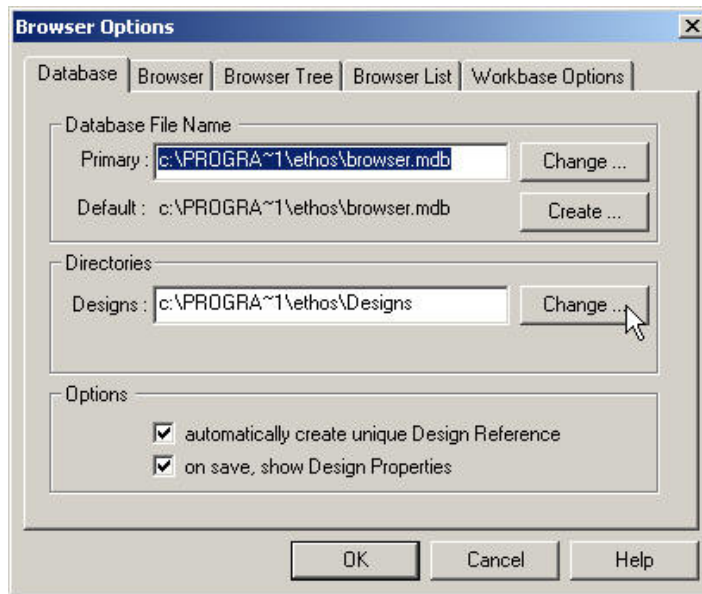 Browser Options
Database Browser Browser Tree Browser List Workbase Options
Database File Name
Primary : c:\PROGRA~1\ethos\browser.mdb Change ...
Default : c:\PROGRA~1\ethos\browser.mdb Create ...
Directories
Designs : c:\PROGRA~1\ethos\Designs Change ...
Options
automatically create unique Design Reference
on save, show Design Properties
OK Cancel Help